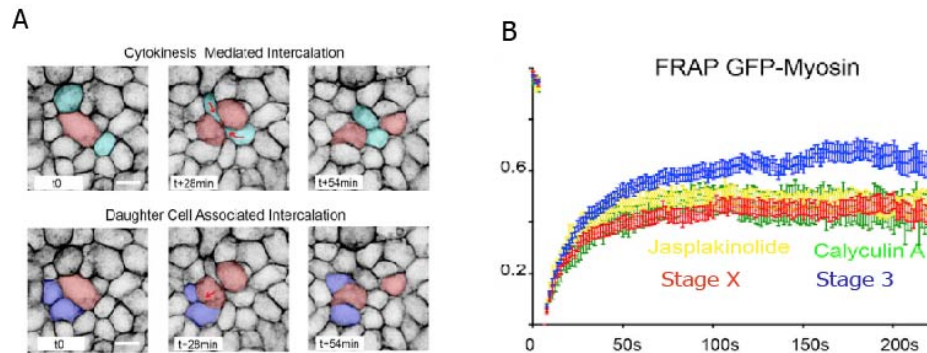 A
Cytokinesis Mediated Intercalation
t0
t+28min
t+54min
Daughter Cell Associated Intercalation
t0
t+28min
t+54min
B
FRAP GFP-Myosin
0.6
0.2
Jasplakinolide
Calyculin A
Stage X
Stage 3
0
50s
100s
150s
200s